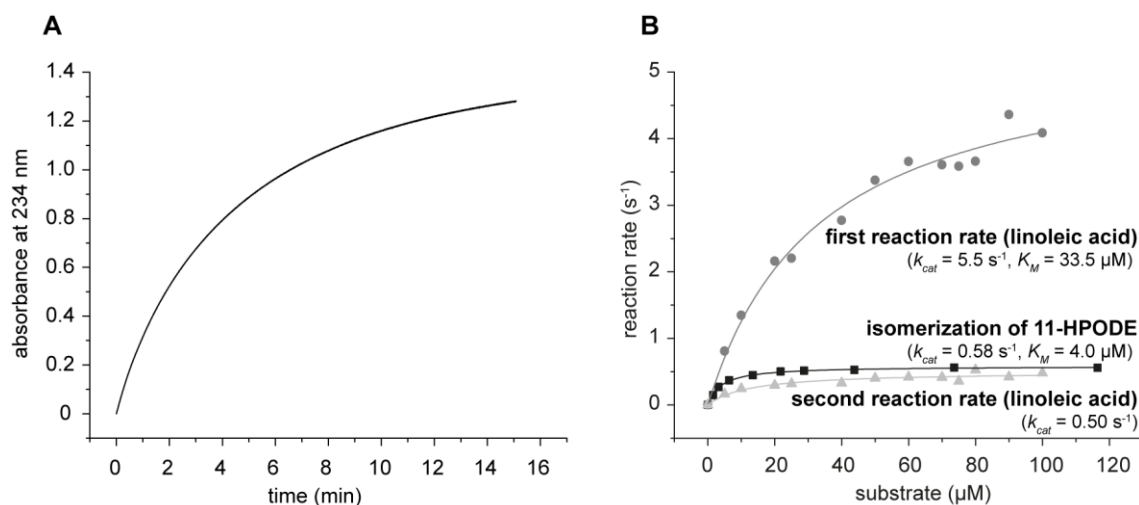 A
absorbance at 234 nm
1.4
1.2
1.0
0.8
0.6
0.4
0.2
0
0 2 4 6 8 10 12 14 16
time (min)
B
reaction rate (s⁻¹)
5
4
3
2
1
0
first reaction rate (linoleic acid)
(kcat = 5.5 s⁻¹, KM = 33.5 µM)
isomerization of 11-HPODE
(kcat = 0.58 s⁻¹, KM = 4.0 µM)
second reaction rate (linoleic acid)
(kcat = 0.50 s⁻¹)
0 20 40 60 80 100 120
substrate (µM)